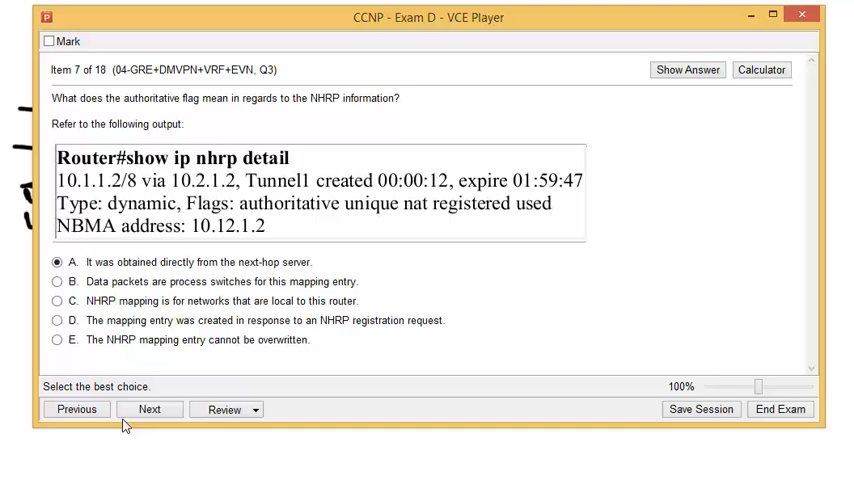 CCNP - Exam D - VCE Player
Mark
Item 7 of 18 (04-GRE+DMVPN+VRF+EVN, Q3)
Show Answer
Calculator
What does the authoritative flag mean in regards to the NHRP information?
Refer to the following output:
Router#show ip nhrp detail
10.1.1.2/8 via 10.2.1.2, Tunnel1 created 00:00:12, expire 01:59:47
Type: dynamic, Flags: authoritative unique nat registered used
NBMA address: 10.12.1.2
A. It was obtained directly from the next-hop server.
B. Data packets are process switches for this mapping entry.
C. NHRP mapping is for networks that are local to this router.
D. The mapping entry was created in response to an NHRP registration request.
E. The NHRP mapping entry cannot be overwritten.
Select the best choice.
100%
Previous
Next
Review
Save Session
End Exam